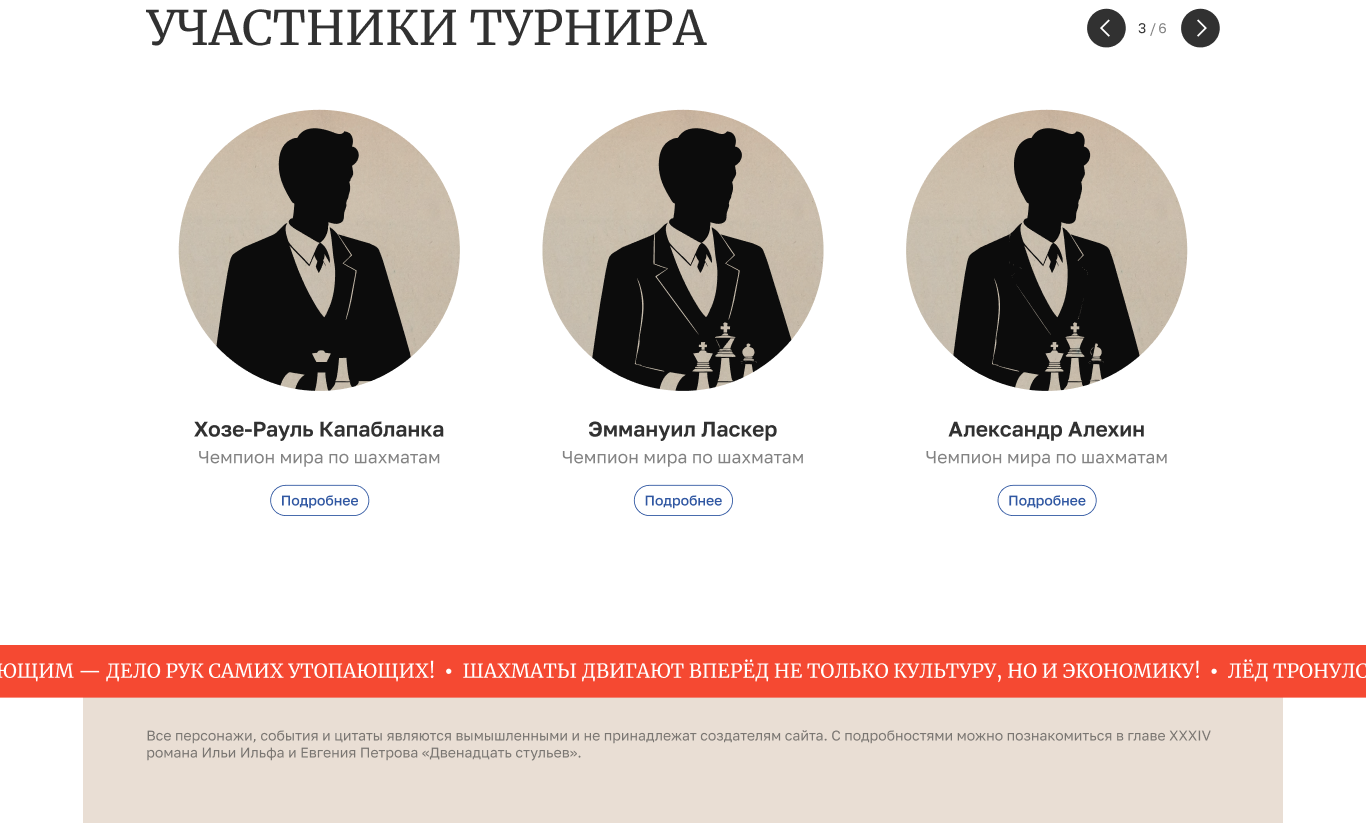 УЧАСТНИКИ ТУРНИРА
3 / 6
Хозе-Рауль Капабланка
Чемпион мира по шахматам
Подробнее
Эммануил Ласкер
Чемпион мира по шахматам
Подробнее
Александр Алехин
Чемпион мира по шахматам
Подробнее
ЮЩИМ — ДЕЛО РУК САМИХ УТОПАЮЩИХ! • ШАХМАТЫ ДВИГАЮТ ВПЕРЁД НЕ ТОЛЬКО КУЛЬТУРУ, НО И ЭКОНОМИКУ! • ЛЁД ТРОНУЛС
Все персонажи, события и цитаты являются вымышленными и не принадлежат создателям сайта. С подробностями можно познакомиться в главе XXXIV
романа Ильи Ильфа и Евгения Петрова «Двенадцать стульев».